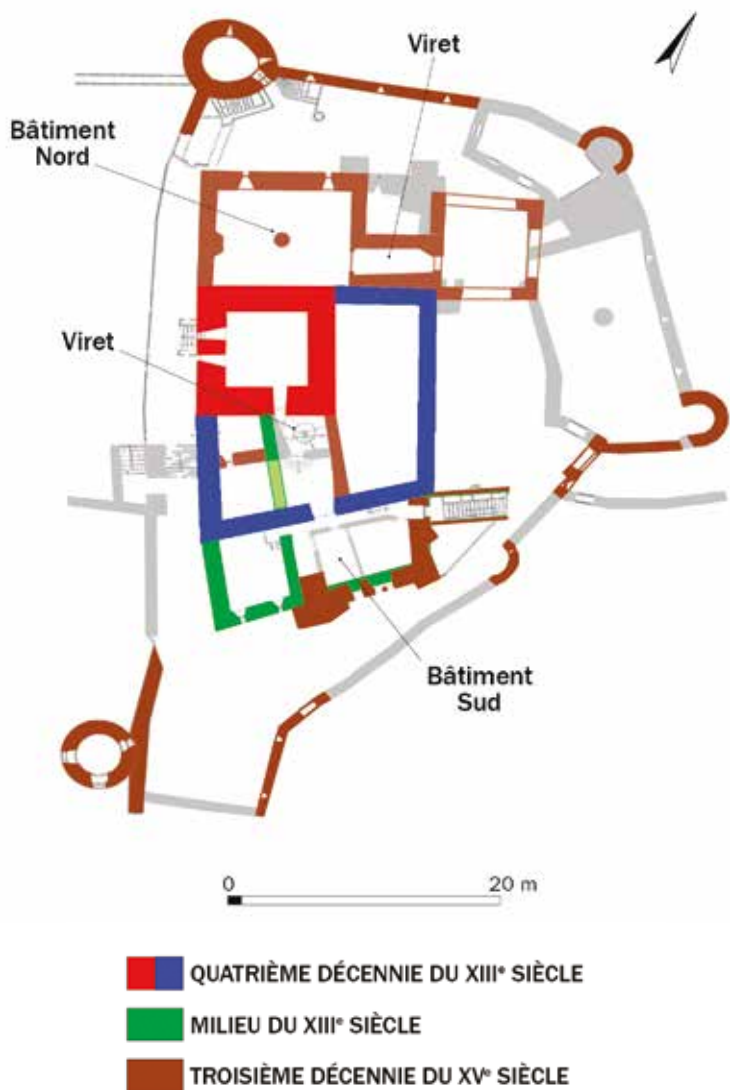 Viret
Bâtiment
Nord
Viret
Bâtiment
Sud
0 20 m
QUATRIÈME DÉCENNIE DU XIIIe SIÈCLE
MILIEU DU XIIIe SIÈCLE
TROISIÈME DÉCENNIE DU XVe SIÈCLE